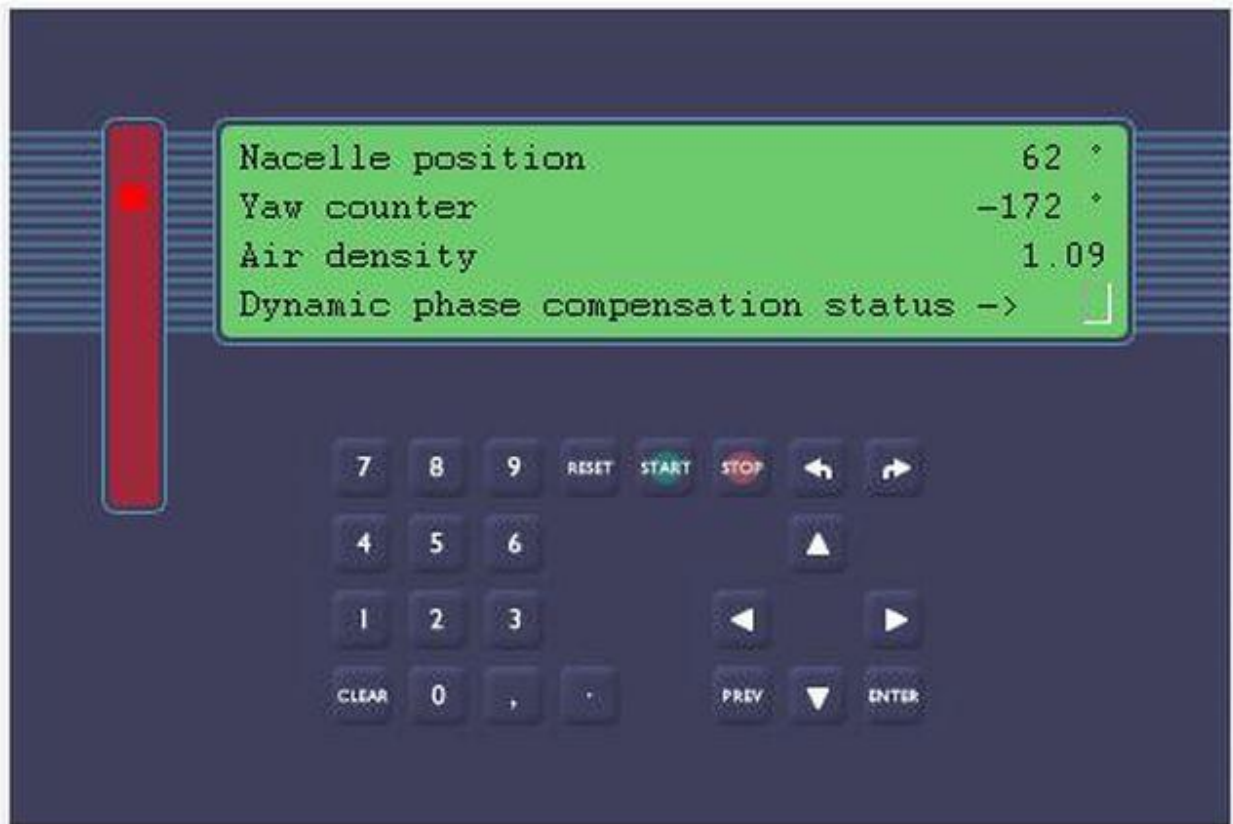 Nacelle position 62 °
Yaw counter −172 °
Air density 1.09
Dynamic phase compensation status −>
7 8 9 RESET START STOP
4 5 6
1 2 3
CLEAR 0 , . PREV ENTER